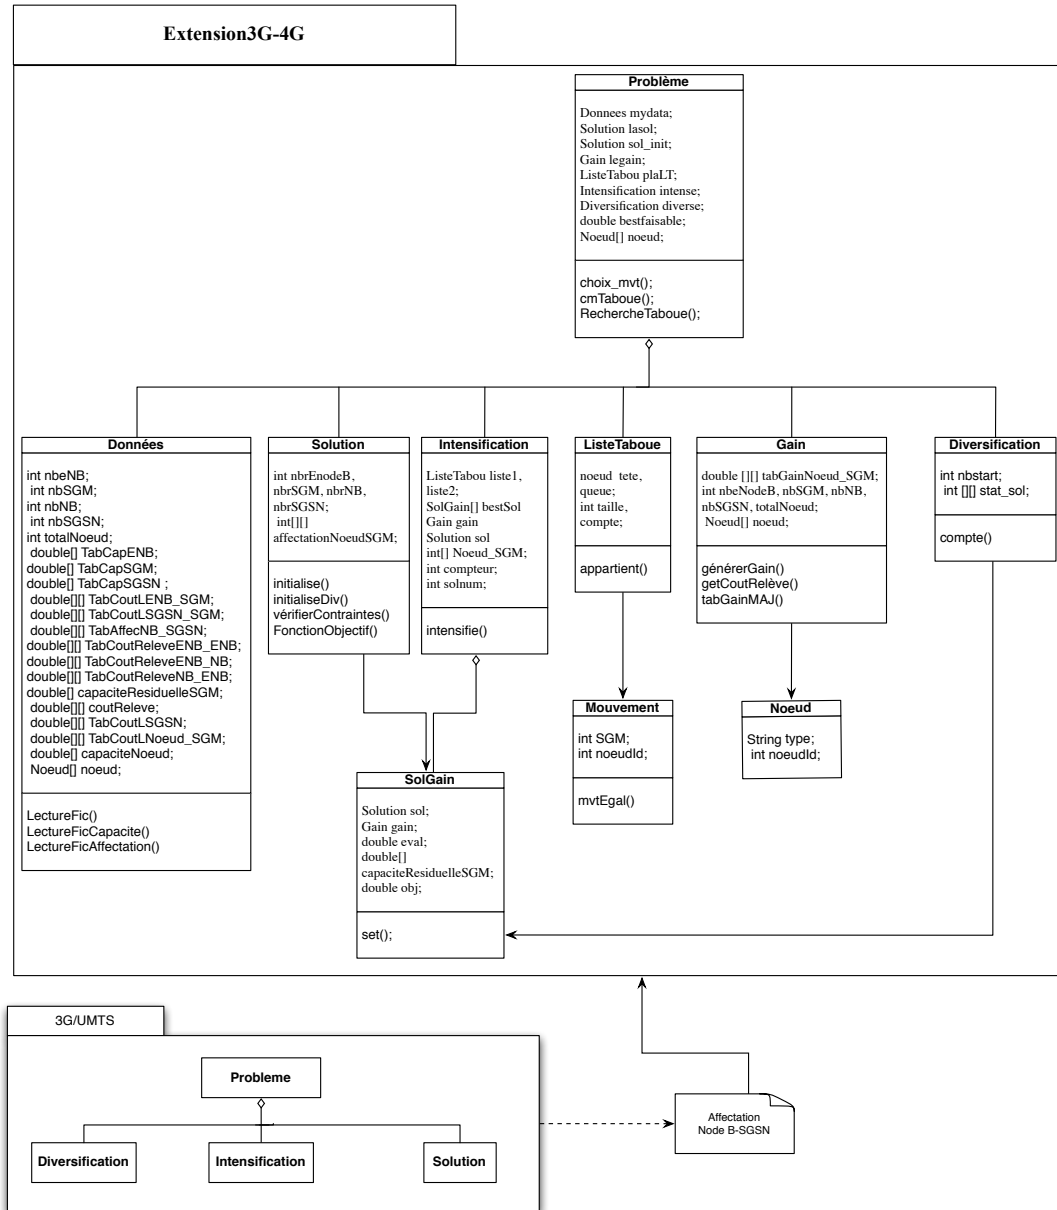 Extension3G-4G
Problème
Donnees mydata;
Solution lasol;
Solution sol_init;
Gain legain;
ListeTabou plaLT;
Intensification intense;
Diversification diverse;
double bestfaisable;
Noeud[] noeud;
choix_mvt();
cmTaboue();
RechercheTaboue();
Données
int nbeNB;
int nbSGM;
int nbNB;
int nbSGSN;
int totalNoeud;
double[] TabCapENB;
double[] TabCapSGM;
double[] TabCapSGSN ;
double[][] TabCoutLENB_SGM;
double[][] TabCoutLSGSN_SGM;
double[][] TabAffecNB_SGSN;
double[][] TabCoutReleveENB_ENB;
double[][] TabCoutReleveENB_NB;
double[][] TabCoutReleveNB_ENB;
double[] capaciteResiduelleSGM;
double[][] coutReleve;
double[][] TabCoutLSGSN;
double[][] TabCoutLNoeud_SGM;
double[] capaciteNoeud;
Noeud[] noeud;
LectureFic()
LectureFicCapacite()
LectureFicAffectation()
Solution
int nbrEnodeB,
nbrSGM, nbrNB,
nbrSGSN;
int[][]
affectationNoeudSGM;
initialise()
initialiseDiv()
vérifierContraintes()
FonctionObjectif()
Intensification
ListeTabou liste1,
liste2;
SolGain[] bestSol
Gain gain
Solution sol
int[] Noeud_SGM;
int compteur;
int solnum;
intensifie()
ListeTaboue
noeud tete,
queue;
int taille,
compte;
appartient()
Gain
double [][] tabGainNoeud_SGM;
int nbeNodeB, nbSGM, nbNB,
nbSGSN, totalNoeud;
Noeud[] noeud;
générerGain()
getCoutRelève()
tabGainMAJ()
Diversification
int nbstart;
int [][] stat_sol;
compte()
Mouvement
int SGM;
int noeudId;
mvtEgal()
Noeud
String type;
int noeudId;
SolGain
Solution sol;
Gain gain;
double eval;
double[]
capaciteResiduelleSGM;
double obj;
set();
3G/UMTS
Probleme
Diversification
Intensification
Solution
Affectation
Node B-SGSN